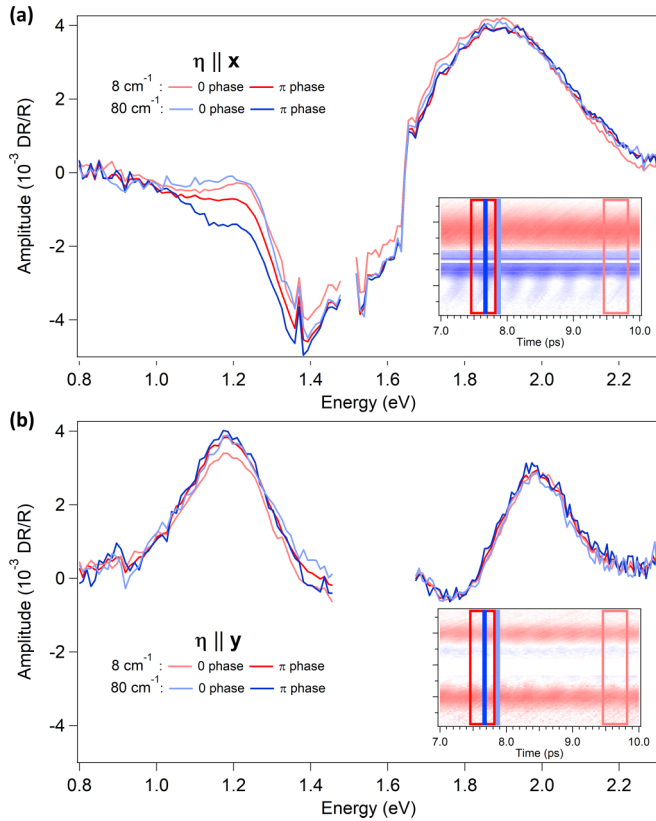 (a)
4
2
0
-2
-4
Amplitude (10⁻³ DR/R)
η || x
8 cm⁻¹ : 0 phase π phase
80 cm⁻¹ : 0 phase π phase
7.0 8.0 9.0 10.0
Time (ps)
0.8 1.0 1.2 1.4 1.6 1.8 2.0 2.2
Energy (eV)
(b)
4
2
0
-2
-4
Amplitude (10⁻³ DR/R)
η || y
8 cm⁻¹ : 0 phase π phase
80 cm⁻¹ : 0 phase π phase
7.0 8.0 9.0 10.0
Time (ps)
0.8 1.0 1.2 1.4 1.6 1.8 2.0 2.2
Energy (eV)